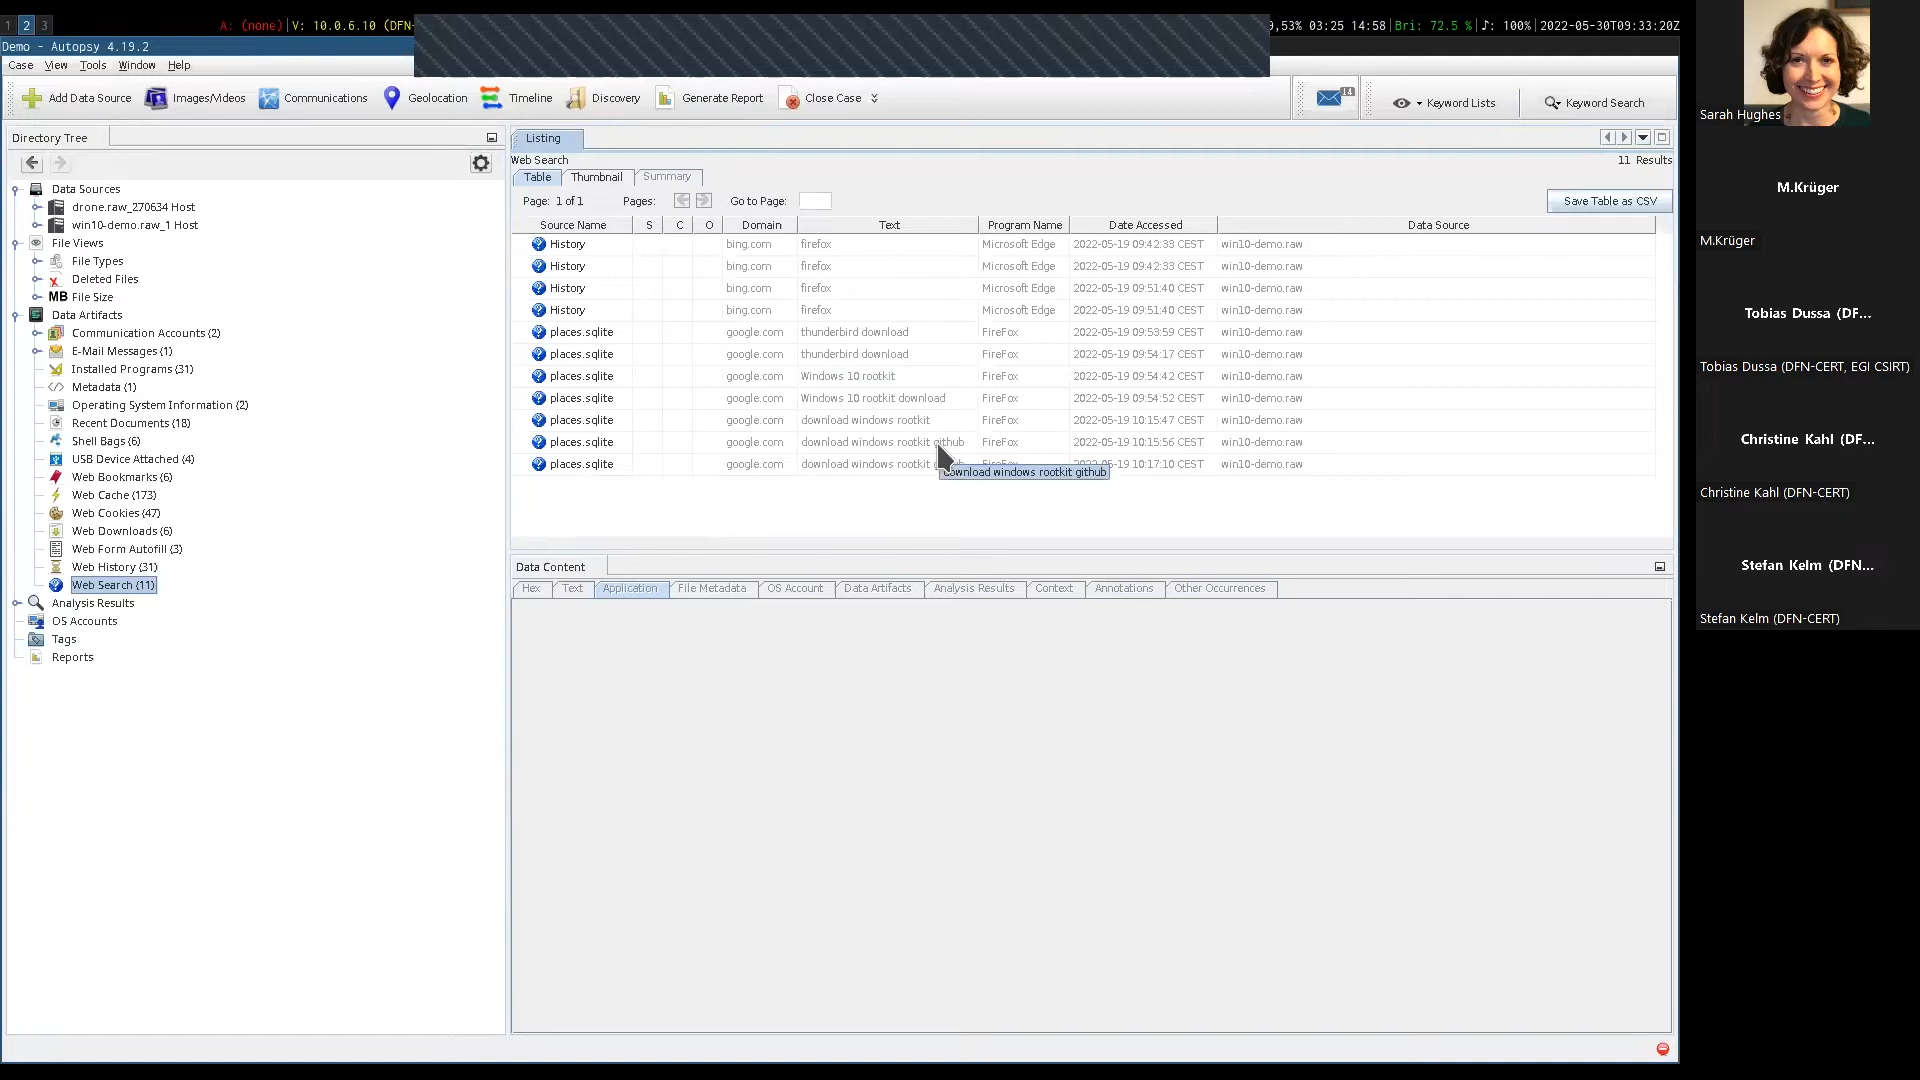 1 2 3 A: (none) V: 10.0.6.10 (DFN- ,53% 03:25 14:58 Bri: 72.5 % ♪: 100% 2022-05-30T09:33:20Z
Demo - Autopsy 4.19.2
Case View Tools Window Help
Add Data Source Images/Videos Communications Geolocation Timeline Discovery Generate Report Close Case 14 Keyword Lists Keyword Search
Directory Tree
Data Sources
drone.raw_270634 Host
win10-demo.raw_1 Host
File Views
File Types
Deleted Files
MB File Size
Data Artifacts
Communication Accounts (2)
E-Mail Messages (1)
Installed Programs (31)
Metadata (1)
Operating System Information (2)
Recent Documents (18)
Shell Bags (6)
USB Device Attached (4)
Web Bookmarks (6)
Web Cache (173)
Web Cookies (47)
Web Downloads (6)
Web Form Autofill (3)
Web History (31)
Web Search (11)
Analysis Results
OS Accounts
Tags
Reports
Listing
Web Search 11 Results
Table Thumbnail Summary
Page: 1 of 1 Pages: Go to Page: Save Table as CSV
Source Name S C O Domain Text Program Name Date Accessed Data Source
History bing.com firefox Microsoft Edge 2022-05-19 09:42:33 CEST win10-demo.raw
History bing.com firefox Microsoft Edge 2022-05-19 09:42:33 CEST win10-demo.raw
History bing.com firefox Microsoft Edge 2022-05-19 09:51:40 CEST win10-demo.raw
History bing.com firefox Microsoft Edge 2022-05-19 09:51:40 CEST win10-demo.raw
places.sqlite google.com thunderbird download FireFox 2022-05-19 09:53:59 CEST win10-demo.raw
places.sqlite google.com thunderbird download FireFox 2022-05-19 09:54:17 CEST win10-demo.raw
places.sqlite google.com Windows 10 rootkit FireFox 2022-05-19 09:54:42 CEST win10-demo.raw
places.sqlite google.com Windows 10 rootkit download FireFox 2022-05-19 09:54:52 CEST win10-demo.raw
places.sqlite google.com download windows rootkit FireFox 2022-05-19 10:15:47 CEST win10-demo.raw
places.sqlite google.com download windows rootkit github FireFox 2022-05-19 10:15:56 CEST win10-demo.raw
places.sqlite google.com download windows rootkit FireFox 10:17:10 CEST win10-demo.raw
download windows rootkit github
Data Content
Hex Text Application File Metadata OS Account Data Artifacts Analysis Results Context Annotations Other Occurrences
Sarah Hughes
M.Krüger
M.Krüger
Tobias Dussa (DF...
Tobias Dussa (DFN-CERT, EGI CSIRT)
Christine Kahl (DF...
Christine Kahl (DFN-CERT)
Stefan Kelm (DFN...
Stefan Kelm (DFN-CERT)